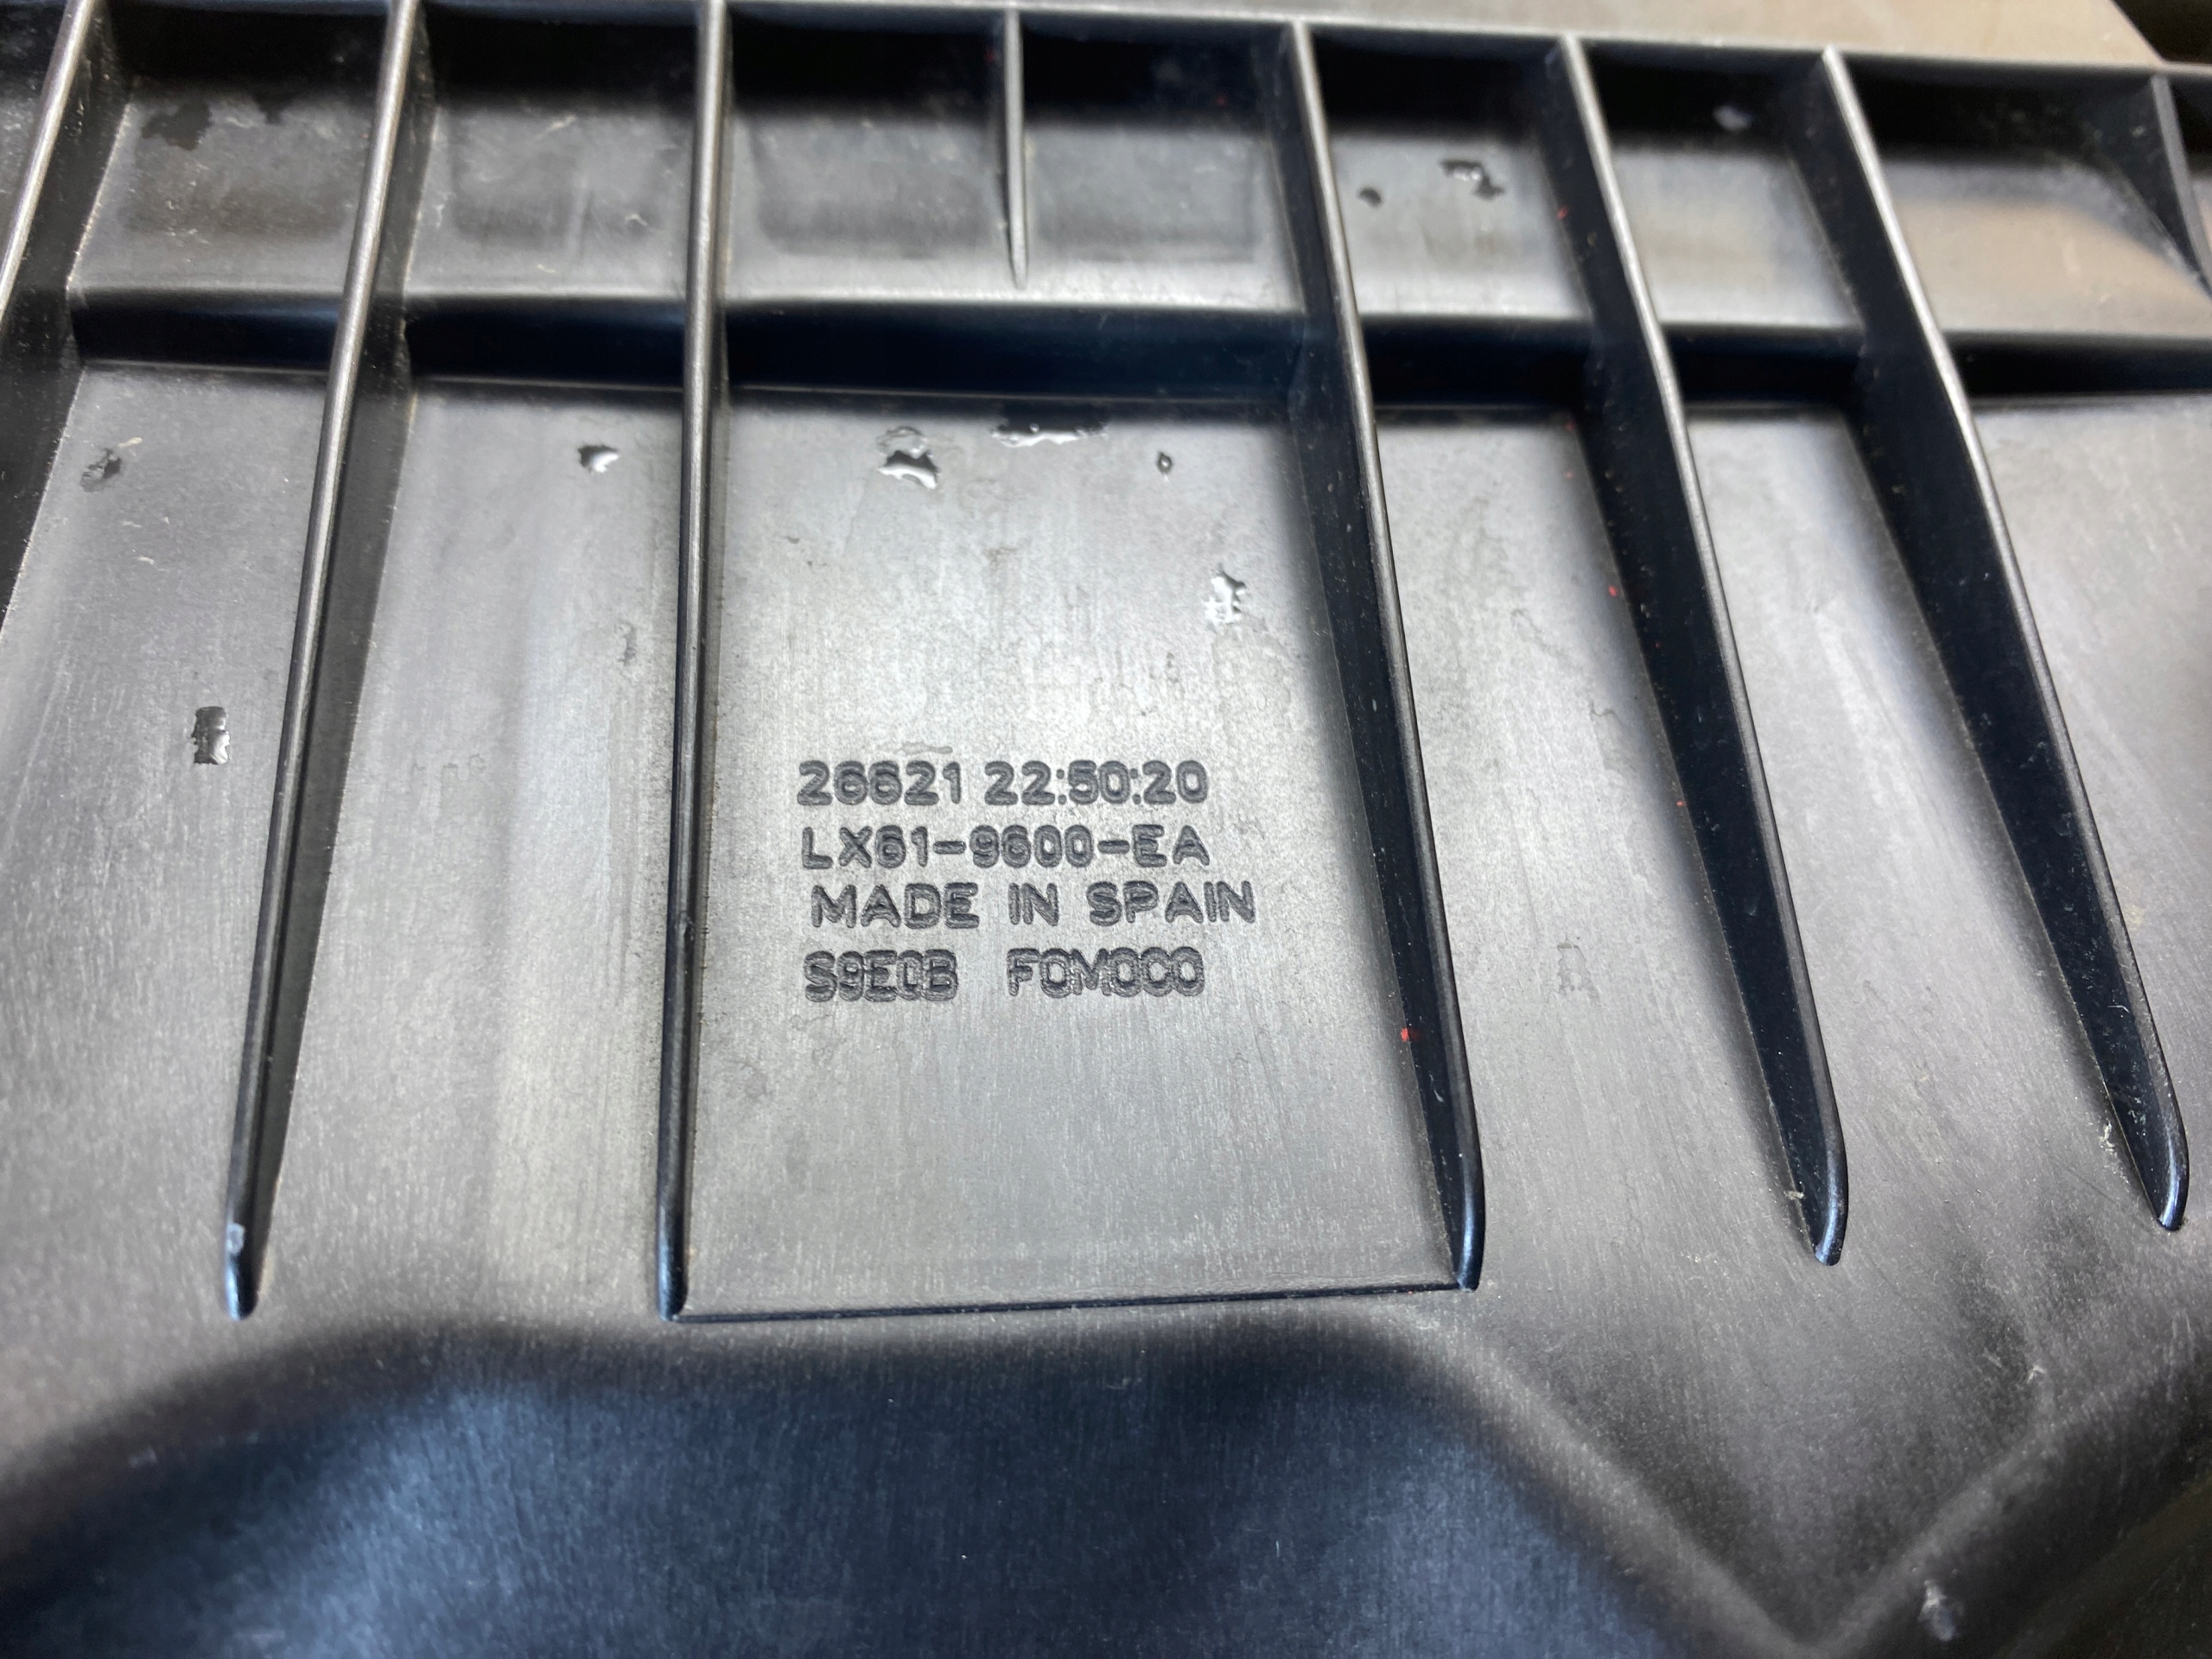 26621 22:50:20
LX61-9600-EA
MADE IN SPAIN
S9E0B FOMOCO